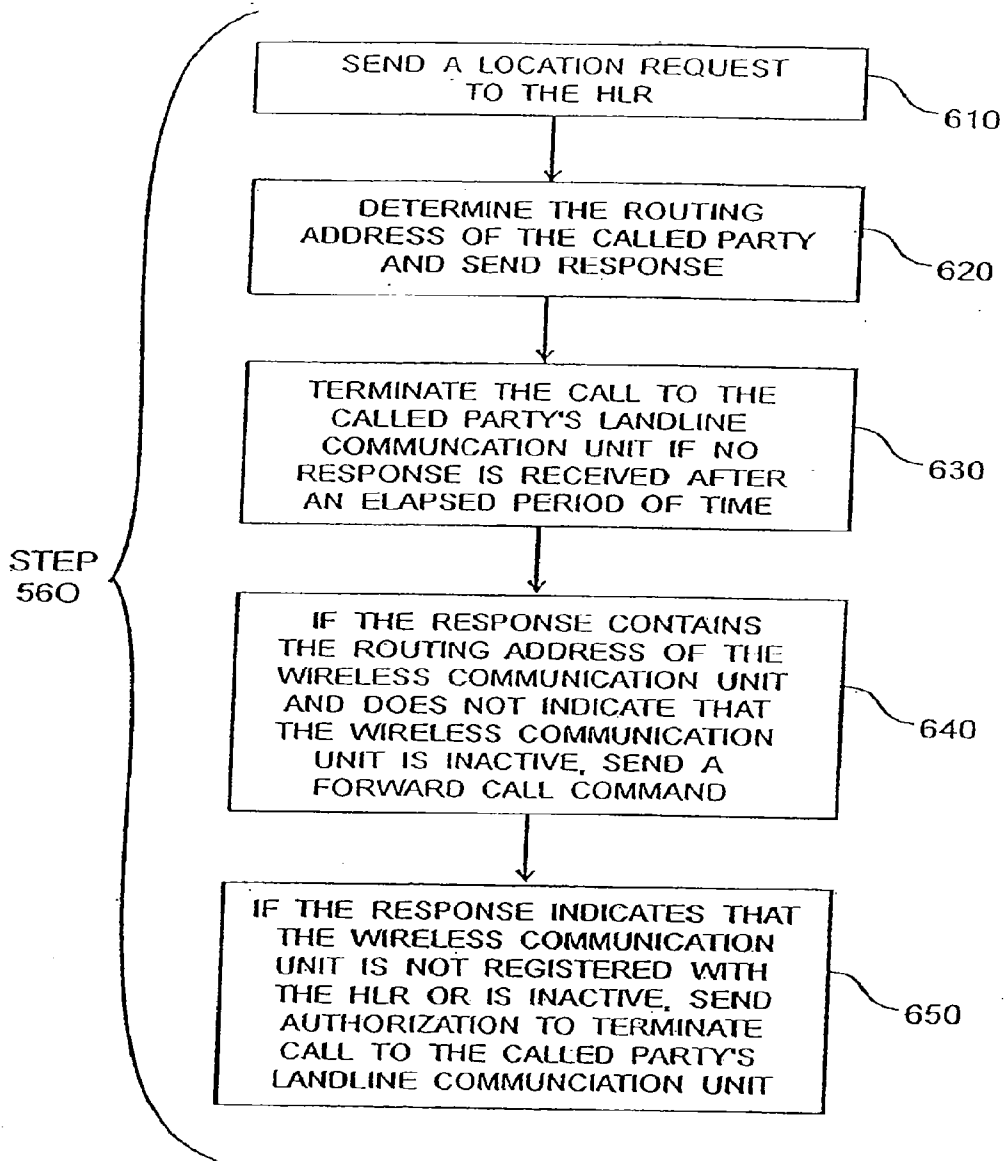 SEND A LOCATION REQUEST
TO THE HLR
610
DETERMINE THE ROUTING
ADDRESS OF THE CALLED PARTY
AND SEND RESPONSE
620
TERMINATE THE CALL TO THE
CALLED PARTY'S LANDLINE
COMMUNCATION UNIT IF NO
RESPONSE IS RECEIVED AFTER
AN ELAPSED PERIOD OF TIME
630
STEP
560
IF THE RESPONSE CONTAINS
THE ROUTING ADDRESS OF THE
WIRELESS COMMUNICATION UNIT
AND DOES NOT INDICATE THAT
THE WIRELESS COMMUNICATION
UNIT IS INACTIVE, SEND A
FORWARD CALL COMMAND
640
IF THE RESPONSE INDICATES THAT
THE WIRELESS COMMUNICATION
UNIT IS NOT REGISTERED WITH
THE HLR OR IS INACTIVE, SEND
AUTHORIZATION TO TERMINATE
CALL TO THE CALLED PARTY'S
LANDLINE COMMUNCIATION UNIT
650